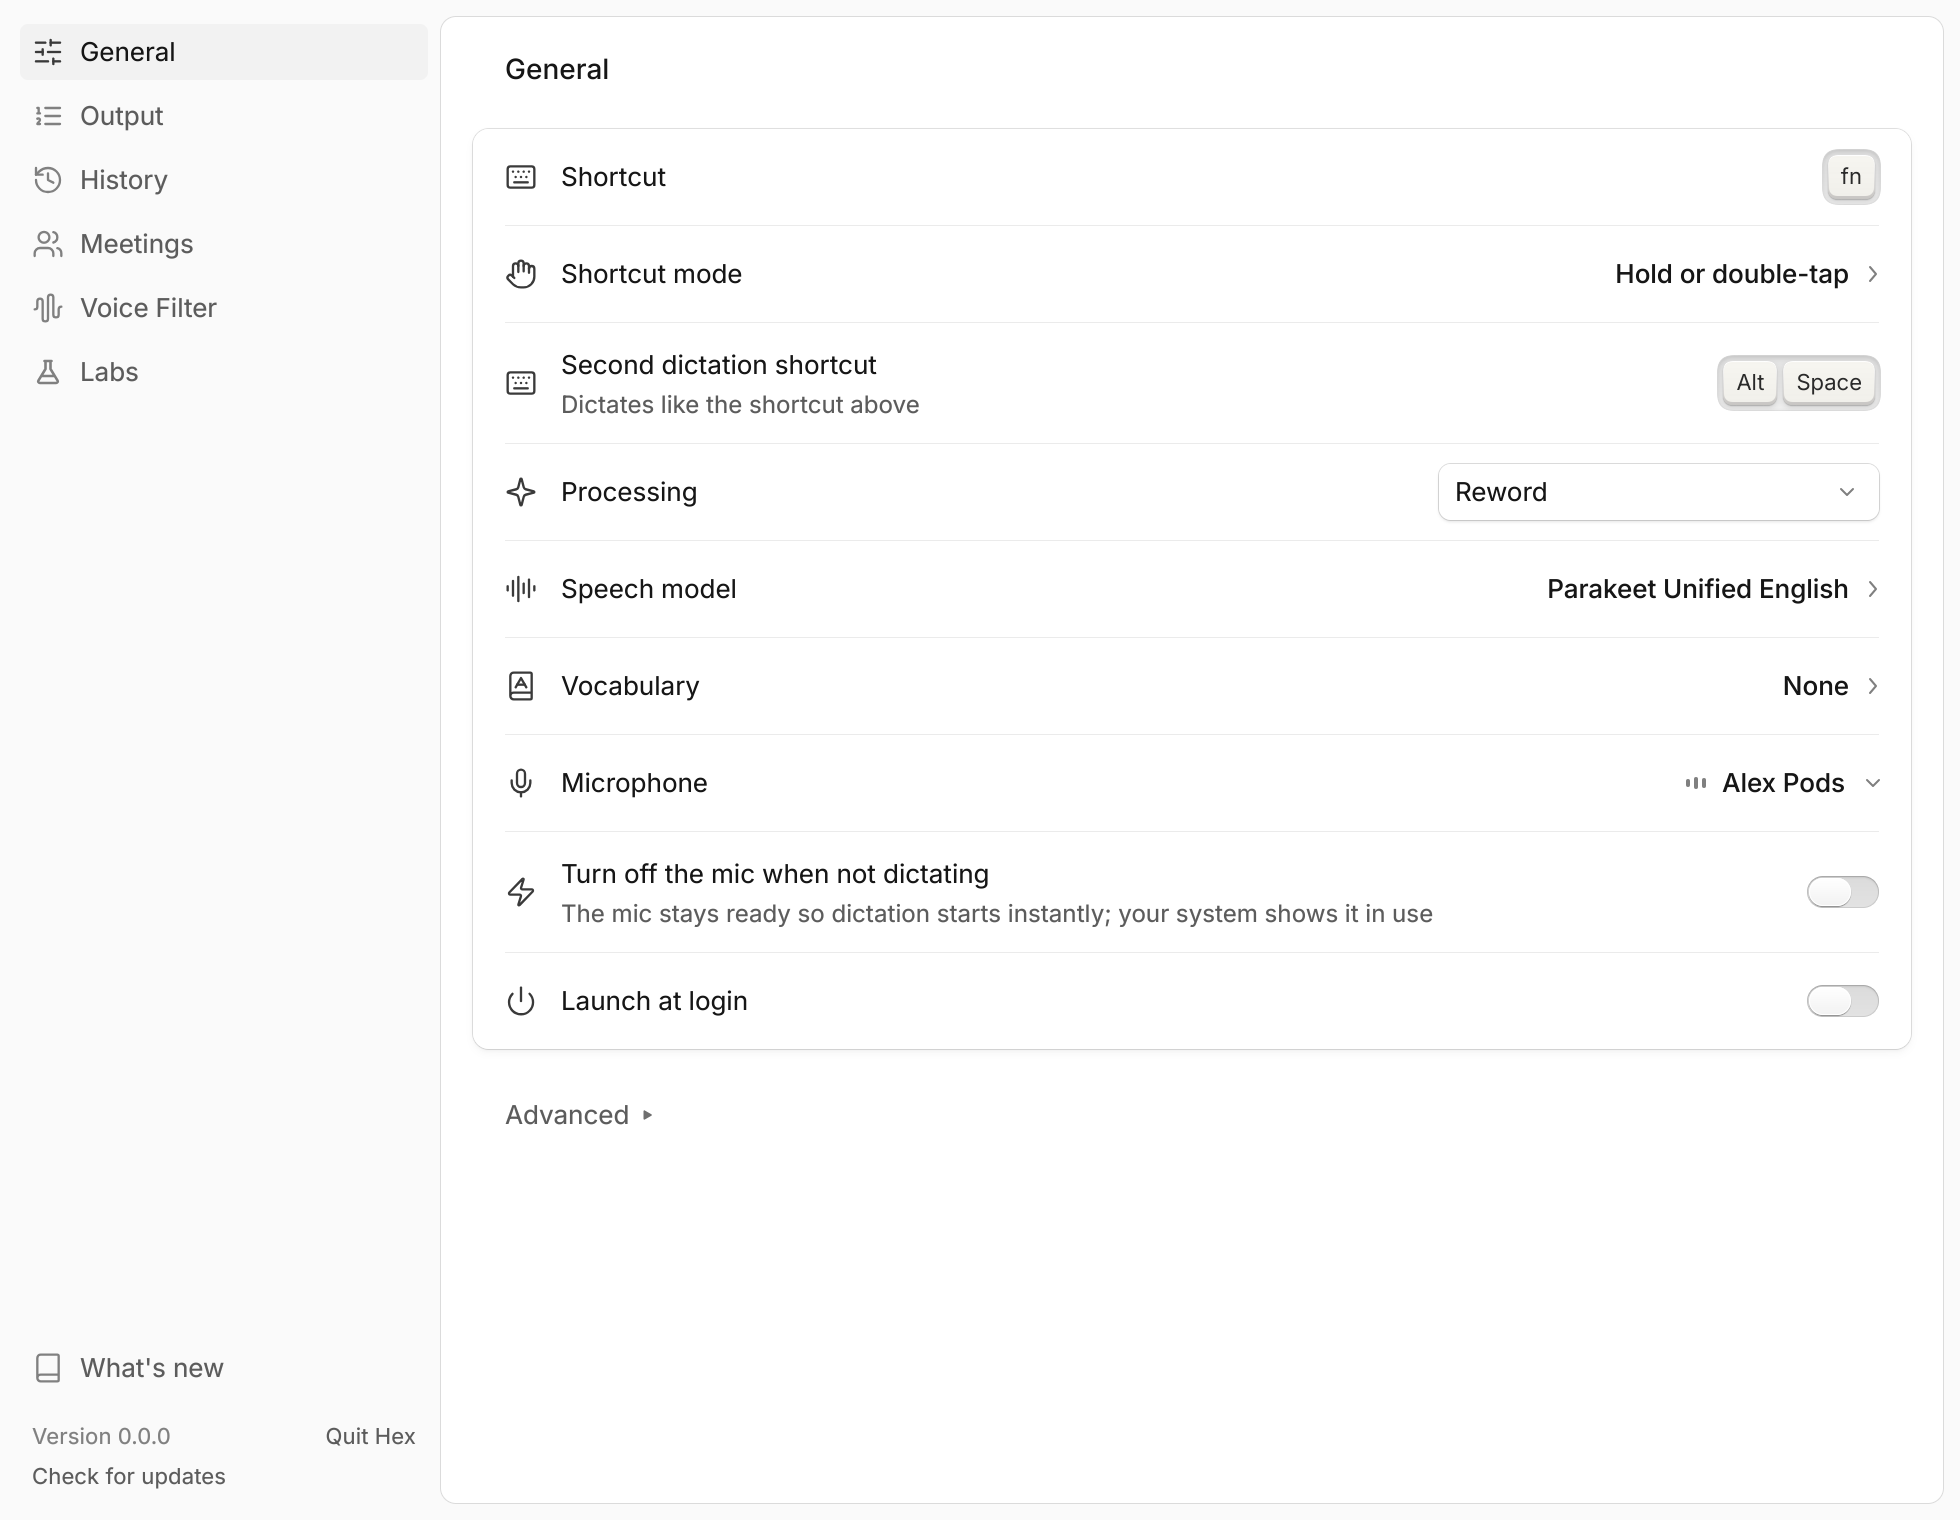 General
Output
History
Meetings
Voice Filter
Labs
What's new
Version 0.0.0
Quit Hex
Check for updates
General
Shortcut
fn
Shortcut mode
Hold or double-tap
Second dictation shortcut
Dictates like the shortcut above
Alt Space
Processing
Reword
Speech model
Parakeet Unified English
Vocabulary
None
Microphone
Alex Pods
Turn off the mic when not dictating
The mic stays ready so dictation starts instantly; your system shows it in use
Launch at login
Advanced